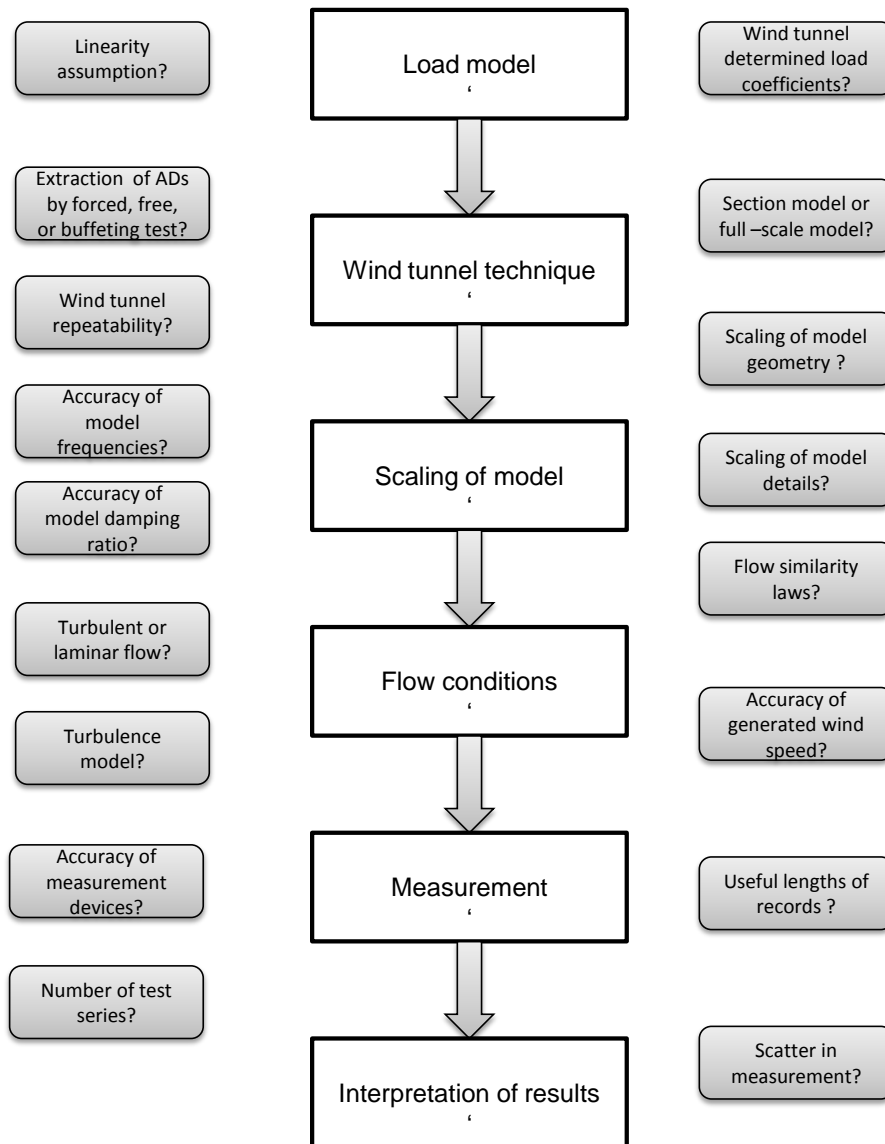 Linearity
assumption?
Load model
‘
Wind tunnel
determined load
coefficients?
Extraction of ADs
by forced, free,
or buffeting test?
Wind tunnel technique
‘
Section model or
full –scale model?
Wind tunnel
repeatability?
Scaling of model
geometry ?
Accuracy of
model
frequencies?
Scaling of model
‘
Scaling of model
details?
Accuracy of
model damping
ratio?
Flow similarity
laws?
Turbulent or
laminar flow?
Flow conditions
‘
Accuracy of
generated wind
speed?
Turbulence
model?
Accuracy of
measurement
devices?
Measurement
‘
Useful lengths of
records ?
Number of test
series?
Interpretation of results
‘
Scatter in
measurement?